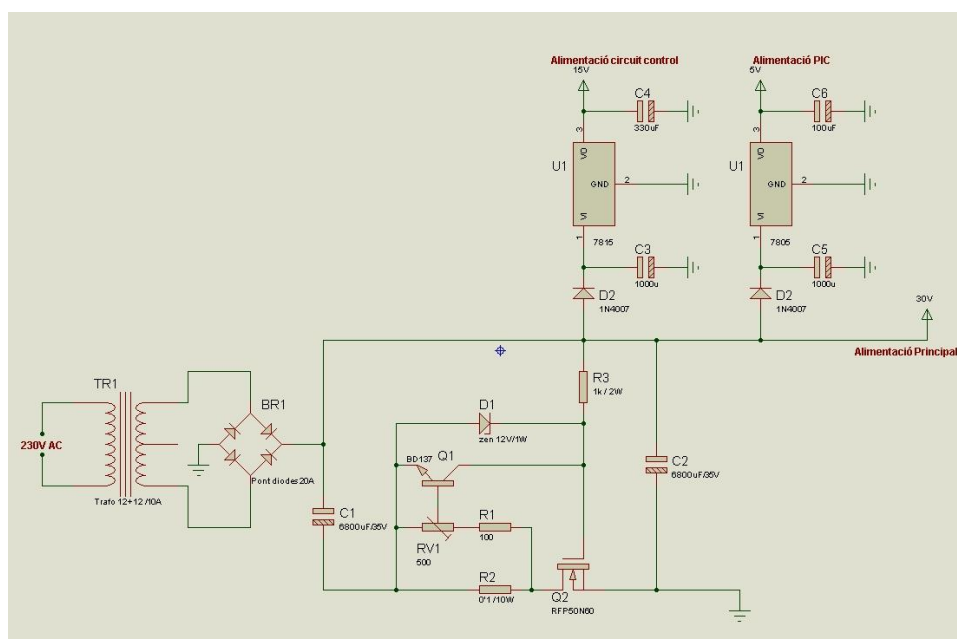 Alimentació circuit control
15V
Alimentació PIC
5V
C4
330uF
C6
100uF
3
VO
U1
GND
2
VI
1
7815
3
VO
U1
GND
2
VI
1
7805
C3
1000u
C5
1000u
D2
1N4007
D2
1N4007
30V
Alimentació Principal
TR1
230V AC
Trafo 12+12 /10A
BR1
Pont diodes 20A
R3
1k / 2W
D1
zen 12V/1W
BD137
Q1
C2
6800uF/35V
C1
6800uF/35V
RV1
500
R1
100
R2
0'1 /10W
Q2
RFP50N60